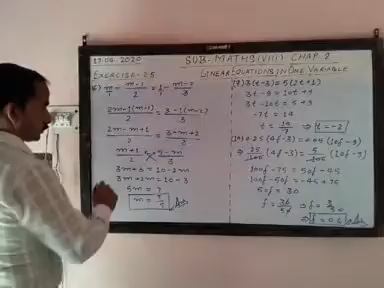 17.04.2020
SUB-MATHS(VIII) CHAP 2
EXERCISE-2.5
LINEAR EQUATIONS IN ONE VARIABLE
6) m - (m-1)/2 = 1 - (m-2)/3
(2m-1(m-1))/2 = (3-1(m-2))/3
(2m-m+1)/2 = (3-m+2)/3
(m+1)/2 = (5-m)/3
3m+3 = 10-2m
3m+2m = 10-3
5m = 7
m = 7/5 Ans
(7) 3(t-3) = 5(2t+1)
3t-9 = 10t+5
3t-10t = 5+9
-7t = 14
t = 14/-7 ⇒ t = -2
0.25 (4f-3) = 0.05 (10f-9)
⇒ 25/100 (4f-3) = 5/100 (10f-9)
100f-75 = 50f-45
100f-50f = -45+75
50f = 30
f = 30/50 ⇒ f = 3/5
⇒ f = 0.6 Ans